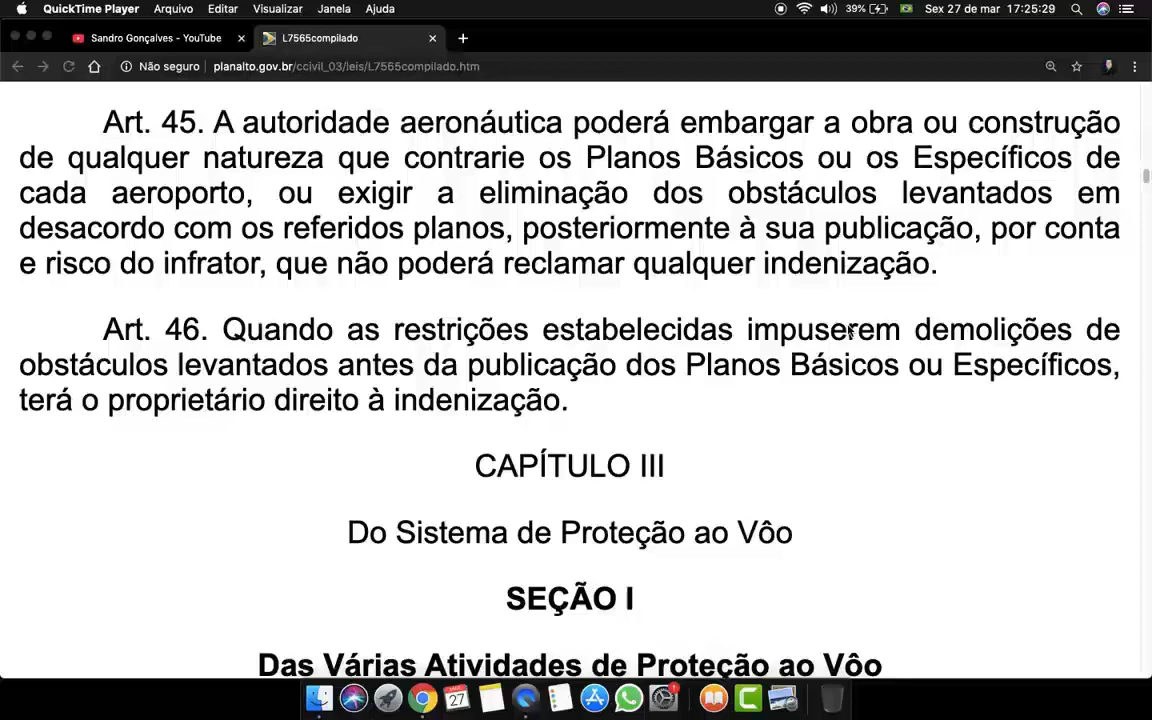 QuickTime Player Arquivo Editar Visualizar Janela Ajuda 39% Sex 27 de mar 17:25:29
Sandro Gonçalves - YouTube L7565compilado
Não seguro planalto.gov.br/ccivil_03/leis/L7565compilado.htm
Art. 45. A autoridade aeronáutica poderá embargar a obra ou construção
de qualquer natureza que contrarie os Planos Básicos ou os Específicos de
cada aeroporto, ou exigir a eliminação dos obstáculos levantados em
desacordo com os referidos planos, posteriormente à sua publicação, por conta
e risco do infrator, que não poderá reclamar qualquer indenização.
Art. 46. Quando as restrições estabelecidas impuserem demolições de
obstáculos levantados antes da publicação dos Planos Básicos ou Específicos,
terá o proprietário direito à indenização.
CAPÍTULO III
Do Sistema de Proteção ao Vôo
SEÇÃO I
Das Várias Atividades de Proteção ao Vôo
27
1